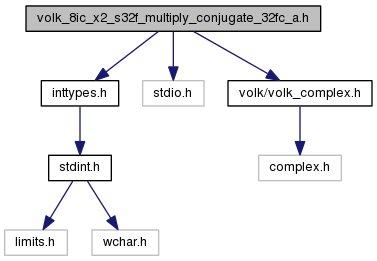 volk_8ic_x2_s32f_multiply_conjugate_32fc_a.h
inttypes.h
stdio.h
volk/volk_complex.h
stdint.h
complex.h
limits.h
wchar.h